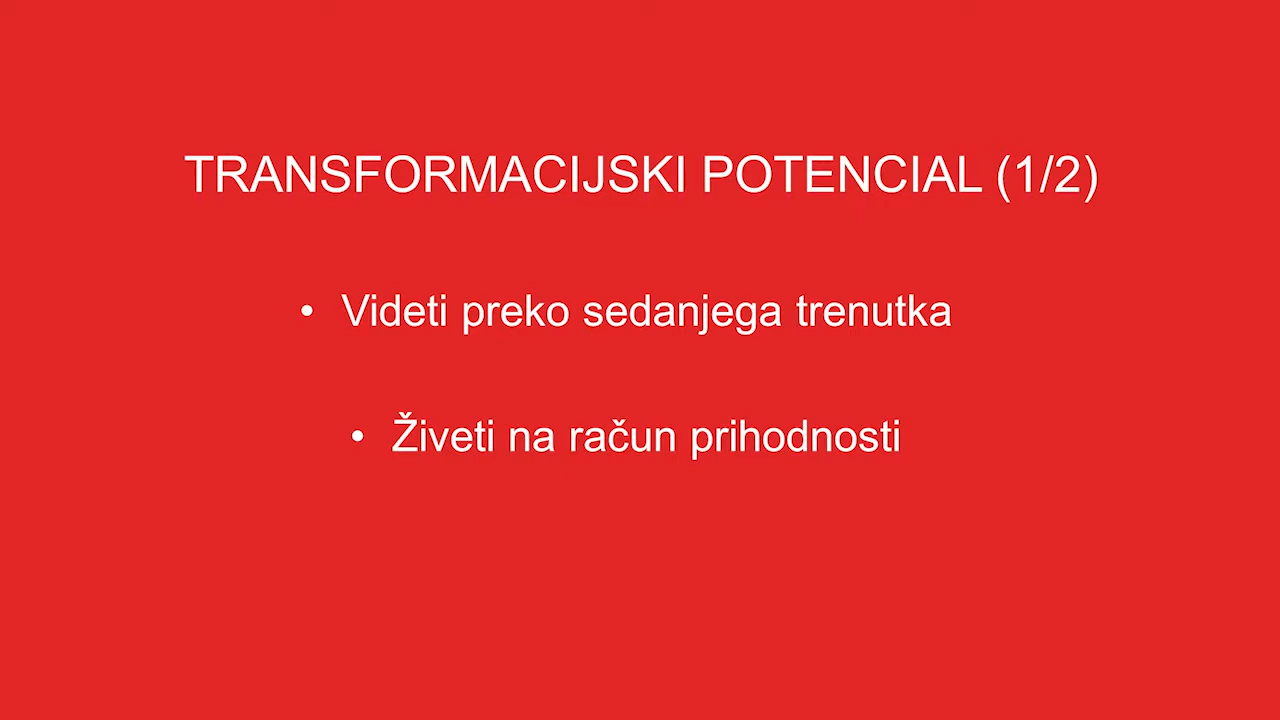 TRANSFORMACIJSKI POTENCIAL (1/2)
• Videti preko sedanjega trenutka
• Živeti na račun prihodnosti